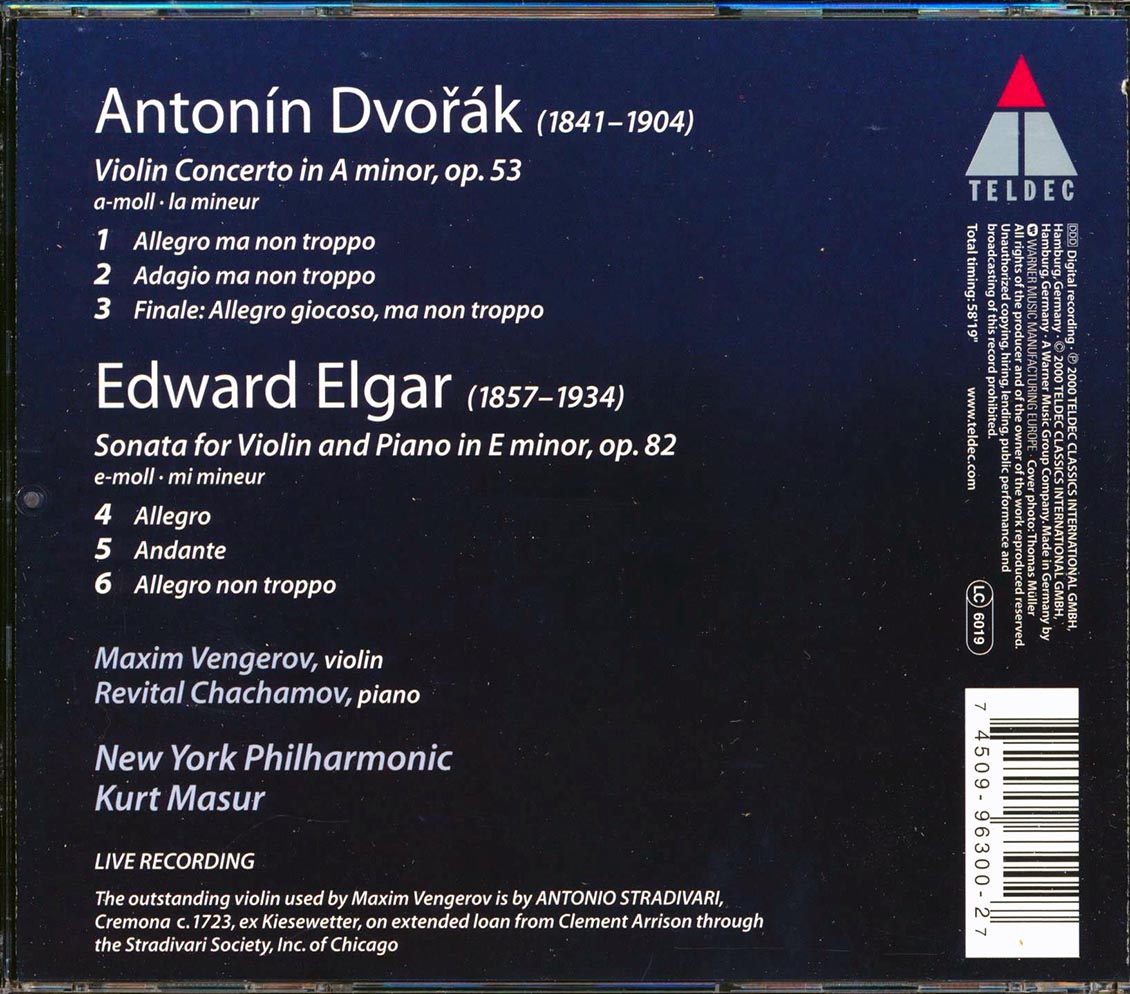 Antonín Dvořák (1841–1904)
Violin Concerto in A minor, op. 53
a-moll · la mineur
1 Allegro ma non troppo
2 Adagio ma non troppo
3 Finale: Allegro giocoso, ma non troppo
Edward Elgar (1857–1934)
Sonata for Violin and Piano in E minor, op. 82
e-moll · mi mineur
4 Allegro
5 Andante
6 Allegro non troppo
Maxim Vengerov, violin
Revital Chachamov, piano
New York Philharmonic
Kurt Masur
LIVE RECORDING
The outstanding violin used by Maxim Vengerov is by ANTONIO STRADIVARI,
Cremona c.1723, ex Kiesewetter, on extended loan from Clement Arrison through
the Stradivari Society, Inc. of Chicago
TELDEC
DDD Digital recording · ℗ 2000 TELDEC CLASSICS INTERNATIONAL GMBH,
Hamburg, Germany · © 2000 TELDEC CLASSICS INTERNATIONAL GMBH,
Hamburg, Germany · A Warner Music Group Company. Made in Germany by
WARNER MUSIC MANUFACTURING EUROPE · Cover photo: Thomas Müller
All rights of the producer and of the owner of the work reproduced reserved.
Unauthorized copying, hiring, lending, public performance and
broadcasting of this record prohibited.
Total timing: 58'19" www.teldec.com
LC 6019
7 4509-96300-2 7